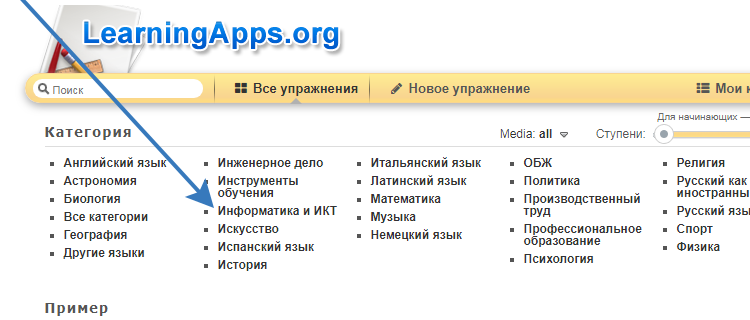 LearningApps.org
Поиск
Все упражнения
Новое упражнение
Мои к
Для начинающих —
Категория
Media: all
Ступени:
Английский язык
Астрономия
Биология
Все категории
География
Другие языки
Инженерное дело
Инструменты
обучения
Информатика и ИКТ
Искусство
Испанский язык
История
Итальянский язык
Латинский язык
Математика
Музыка
Немецкий язык
ОБЖ
Политика
Производственный
труд
Профессиональное
образование
Психология
Религия
Русский как
иностранны
Русский язы
Спорт
Физика
Пример